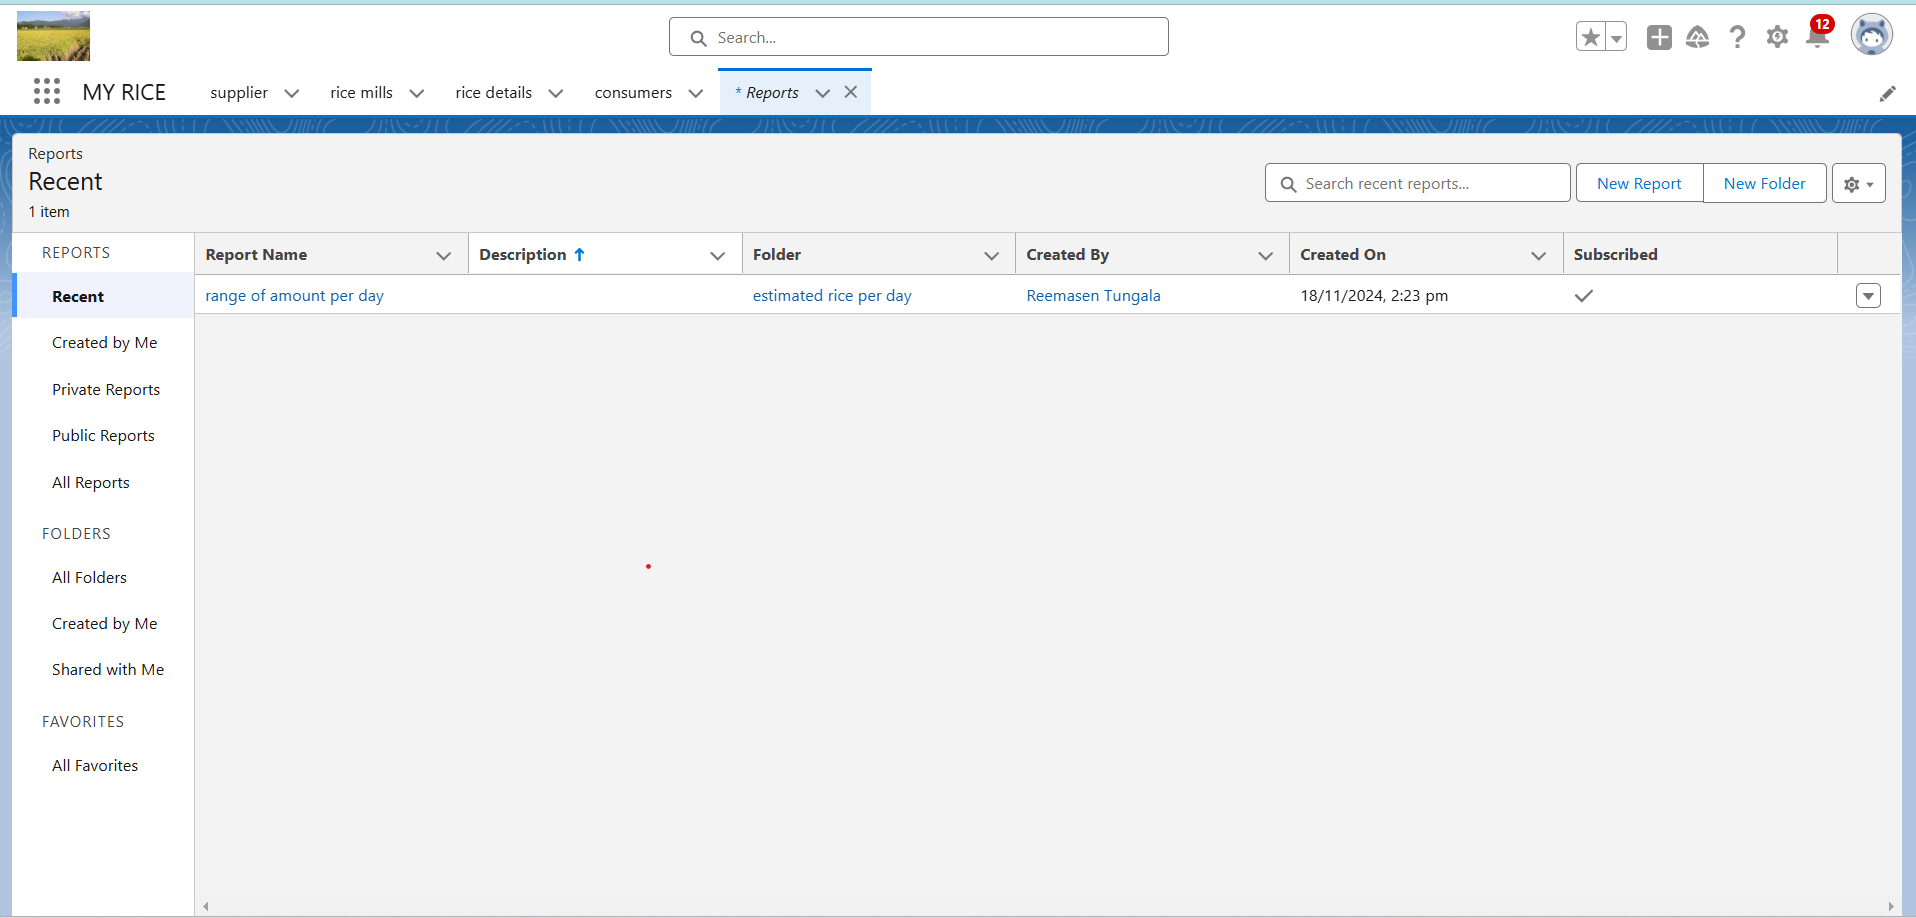 Search...
12
MY RICE
supplier
rice mills
rice details
consumers
* Reports
Reports
Recent
1 item
Search recent reports...
New Report
New Folder
REPORTS
Recent
Created by Me
Private Reports
Public Reports
All Reports
FOLDERS
All Folders
Created by Me
Shared with Me
FAVORITES
All Favorites
Report Name
Description
Folder
Created By
Created On
Subscribed
range of amount per day
estimated rice per day
Reemasen Tungala
18/11/2024, 2:23 pm